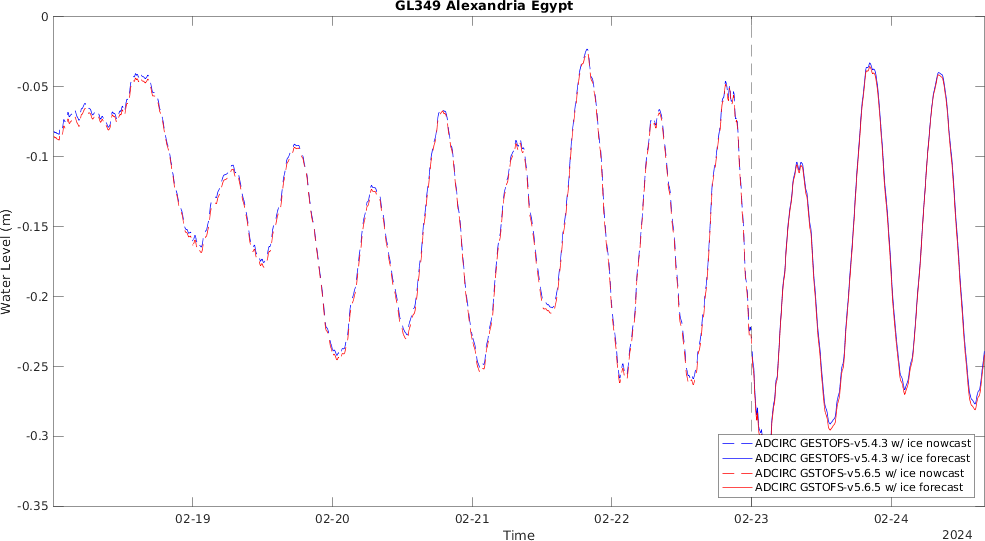 GL349 Alexandria Egypt
0
-0.05
-0.1
-0.15
-0.2
-0.25
-0.3
-0.35
Water Level (m)
02-19
02-20
02-21
02-22
02-23
02-24
Time
2024
ADCIRC GESTOFS-v5.4.3 w/ ice nowcast
ADCIRC GESTOFS-v5.4.3 w/ ice forecast
ADCIRC GSTOFS-v5.6.5 w/ ice nowcast
ADCIRC GSTOFS-v5.6.5 w/ ice forecast